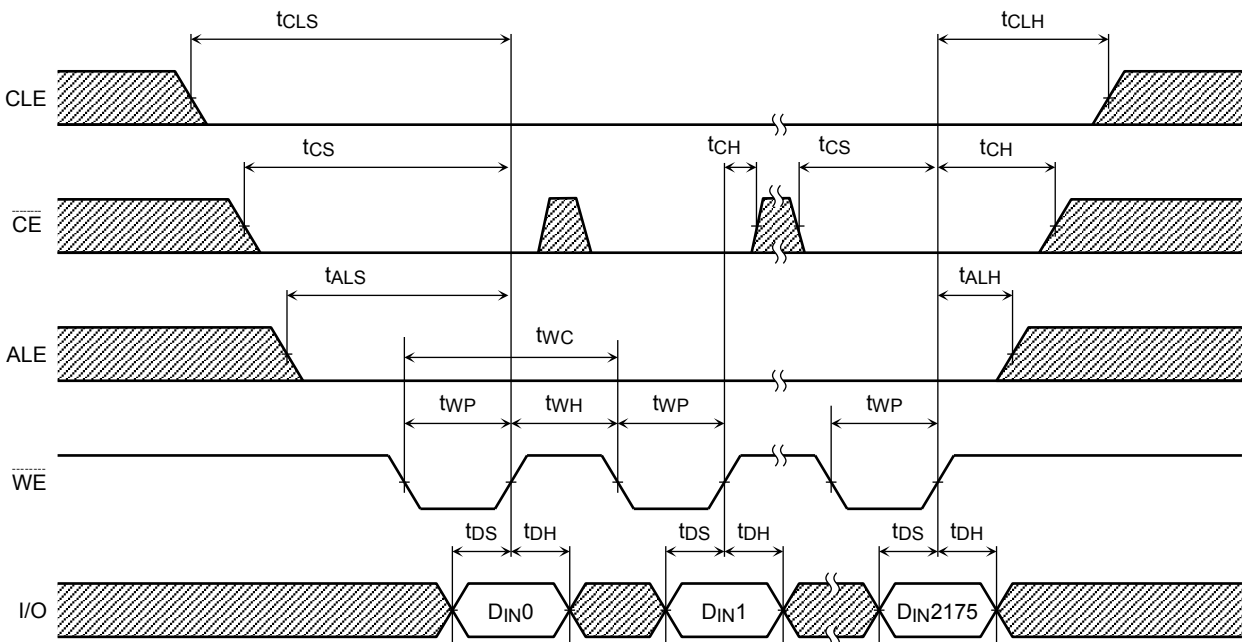 tCLS tCLH
CLE
tCS tCH tCS tCH
CE
tALS tALH
ALE
tWC
tWP tWH tWP tWP
WE
tDS tDH tDS tDH tDS tDH
I/O DIN0 DIN1 DIN2175